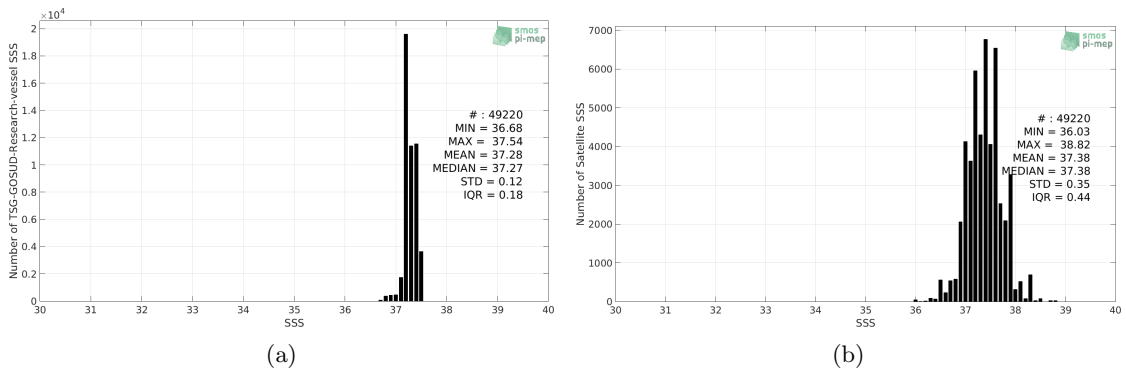 ×10⁴
2
1.8
1.6
1.4
1.2
1
0.8
0.6
0.4
0.2
0
Number of TSG-GOSUD-Research-vessel SSS
smos
pi-mep
# : 49220
MIN = 36.68
MAX = 37.54
MEAN = 37.28
MEDIAN = 37.27
STD = 0.12
IQR = 0.18
30 31 32 33 34 35 36 37 38 39 40
SSS
(a)
7000
6000
5000
4000
3000
2000
1000
0
Number of Satellite SSS
smos
pi-mep
# : 49220
MIN = 36.03
MAX = 38.82
MEAN = 37.38
MEDIAN = 37.38
STD = 0.35
IQR = 0.44
30 31 32 33 34 35 36 37 38 39 40
SSS
(b)